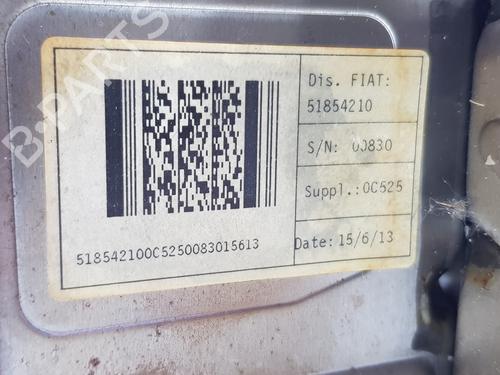 B-PARTS
Dis. FIAT:
51854210
S/N: 00830
Suppl.:0C525
Date: 15/6/13
518542100C5250083015613